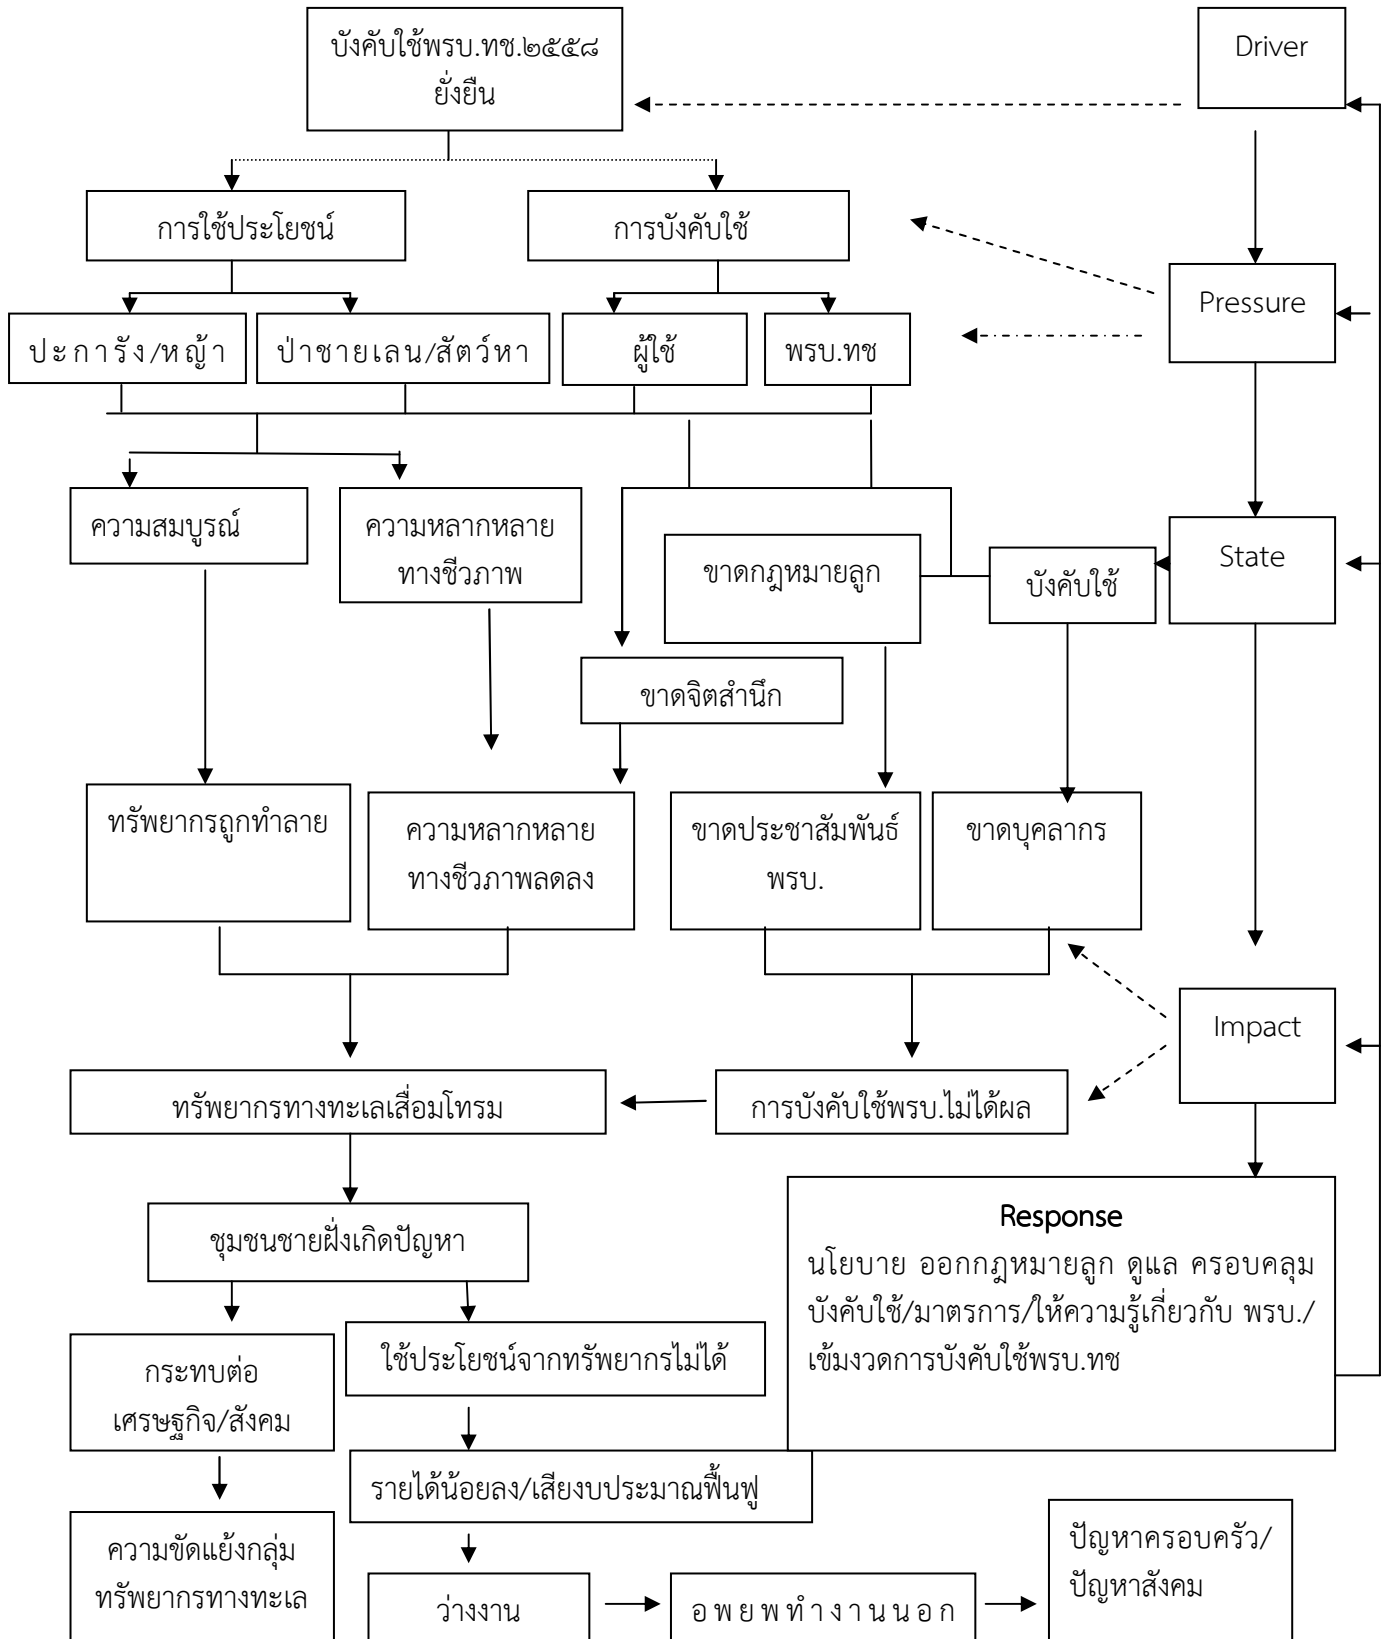 บังคับใช้พรบ.ทช.๒๕๕๘
ยั่งยืน
Driver
การใช้ประโยชน์
การบังคับใช้
Pressure
ปะการัง/หญ้า
ป่าชายเลน/สัตว์หา
ผู้ใช้
พรบ.ทช
ความสมบูรณ์
ความหลากหลาย
ทางชีวภาพ
ขาดกฎหมายลูก
บังคับใช้
State
ขาดจิตสำนึก
ทรัพยากรถูกทำลาย
ความหลากหลาย
ทางชีวภาพลดลง
ขาดประชาสัมพันธ์
พรบ.
ขาดบุคลากร
Impact
ทรัพยากรทางทะเลเสื่อมโทรม
การบังคับใช้พรบ.ไม่ได้ผล
ชุมชนชายฝั่งเกิดปัญหา
Response
นโยบาย ออกกฎหมายลูก ดูแล ครอบคลุม
บังคับใช้/มาตรการ/ให้ความรู้เกี่ยวกับ พรบ./
เข้มงวดการบังคับใช้พรบ.ทช
กระทบต่อ
เศรษฐกิจ/สังคม
ใช้ประโยชน์จากทรัพยากรไม่ได้
รายได้น้อยลง/เสียงบประมาณฟื้นฟู
ความขัดแย้งกลุ่ม
ทรัพยากรทางทะเล
ว่างงาน
อพยพทำงานนอก
ปัญหาครอบครัว/
ปัญหาสังคม